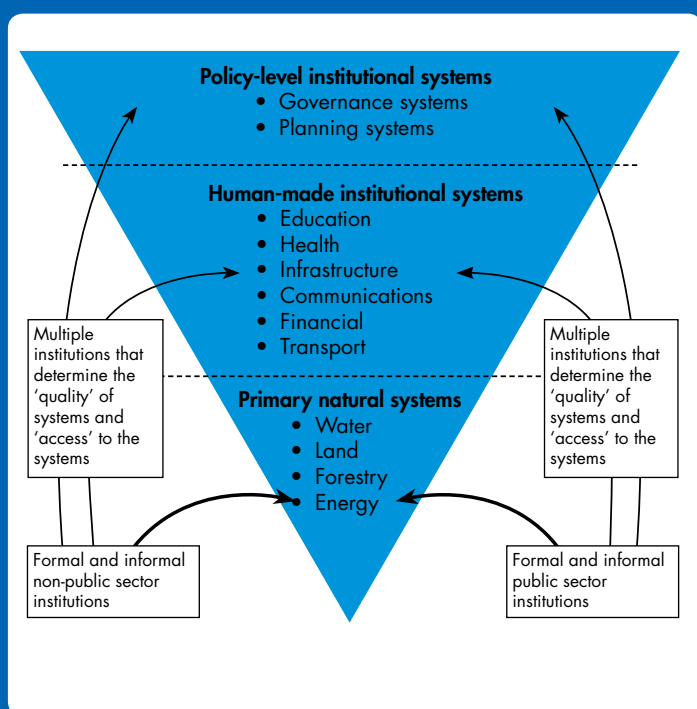 Policy-level institutional systems
• Governance systems
• Planning systems
Human-made institutional systems
• Education
• Health
• Infrastructure
• Communications
• Financial
• Transport
Multiple
institutions that
determine the
‘quality’ of
systems and
‘access’ to the
systems
Multiple
institutions that
determine the
‘quality’ of
systems and
‘access’ to the
systems
Primary natural systems
• Water
• Land
• Forestry
• Energy
Formal and informal
non-public sector
institutions
Formal and informal
public sector
institutions